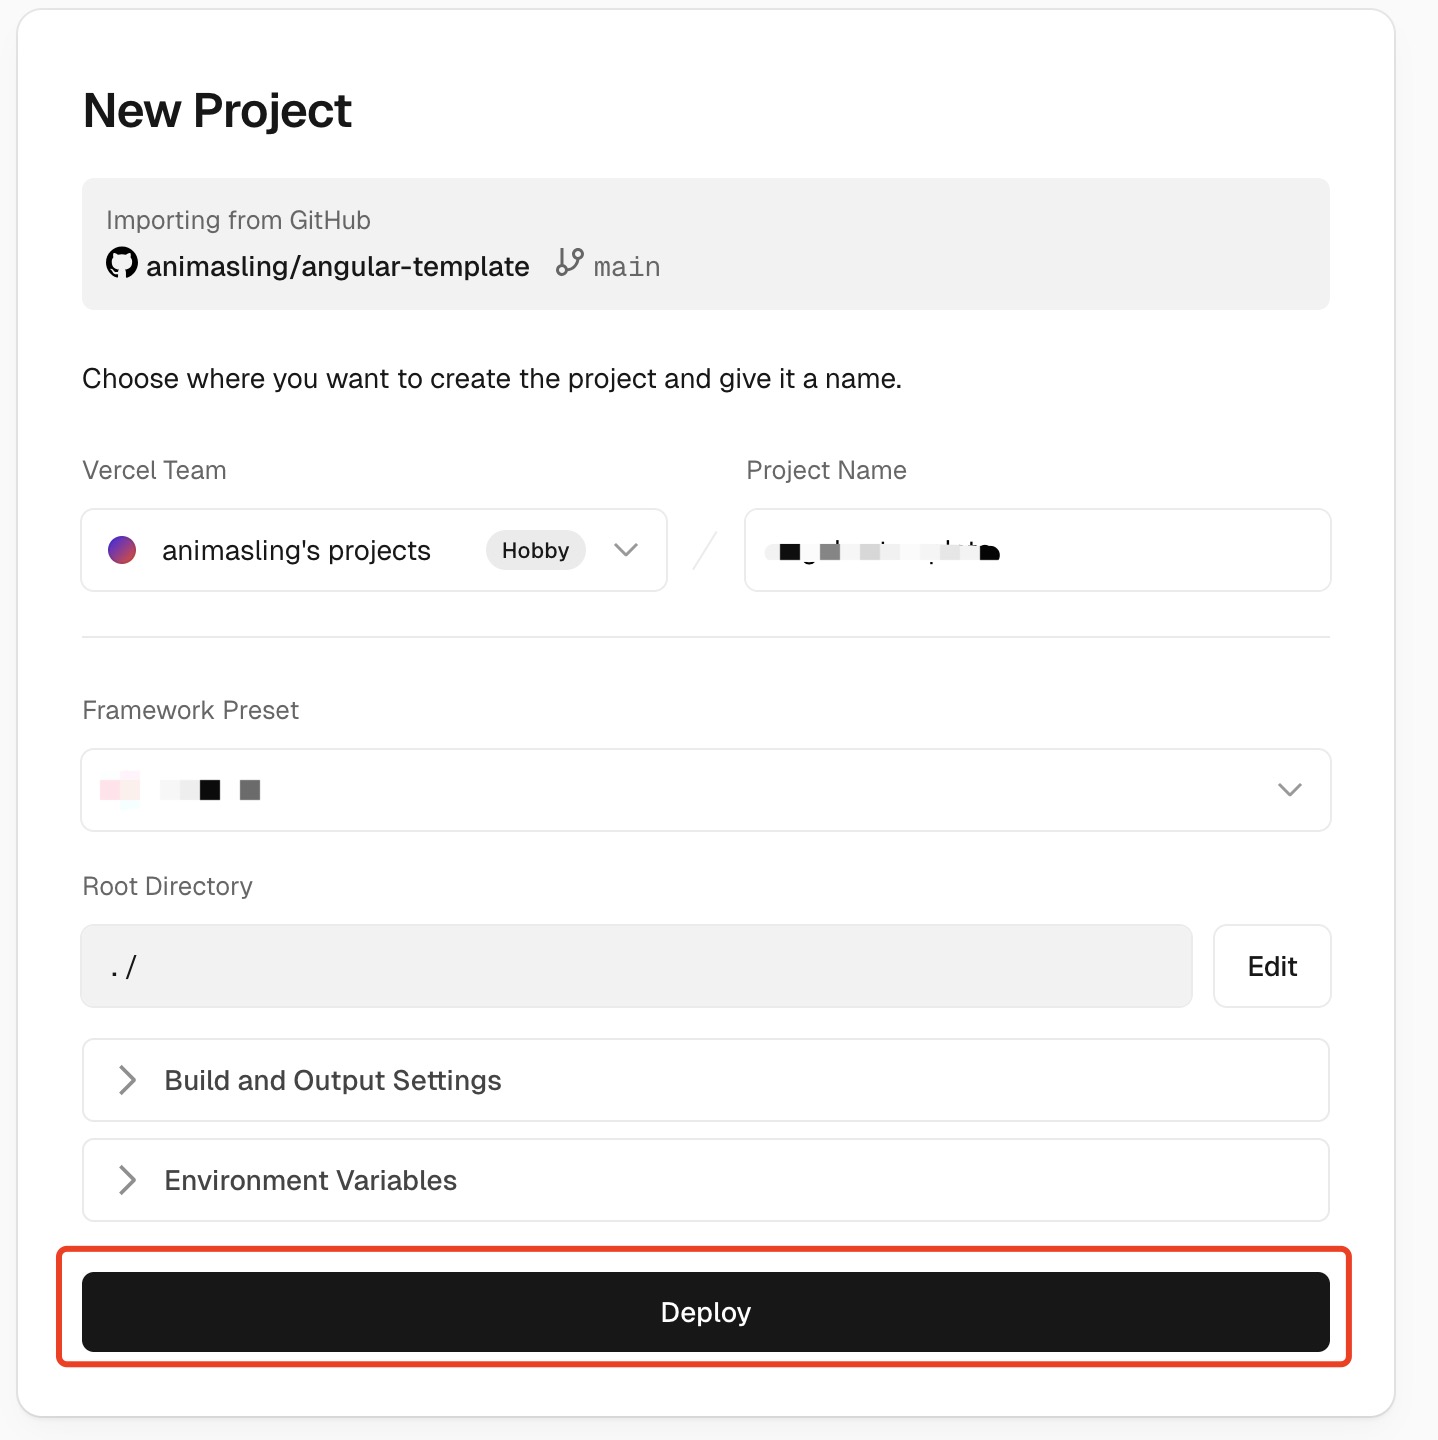 New Project
Importing from GitHub
animasling/angular-template main
Choose where you want to create the project and give it a name.
Vercel Team
Project Name
animasling's projects Hobby
Framework Preset
Root Directory
./
Edit
Build and Output Settings
Environment Variables
Deploy